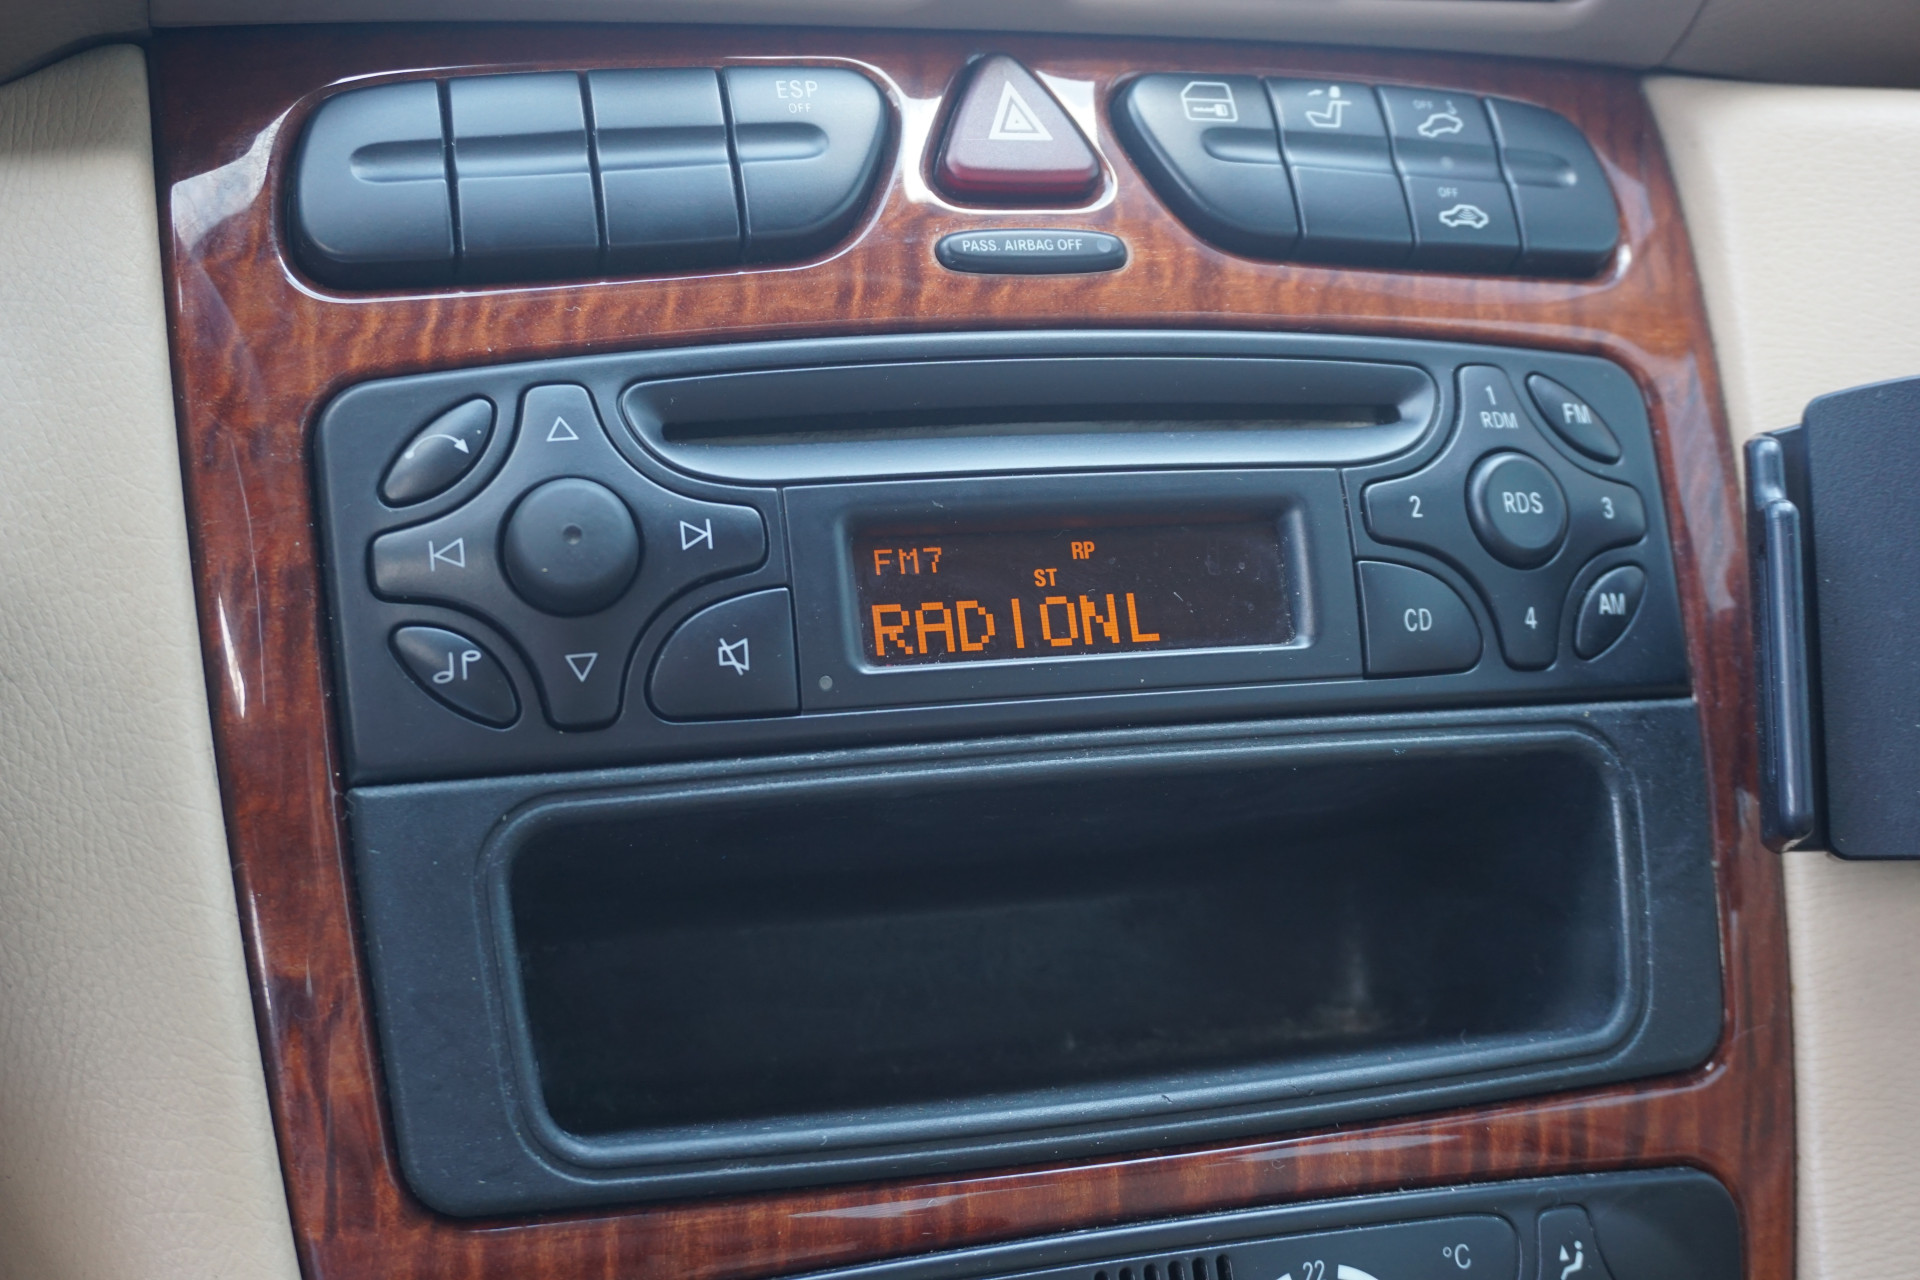 ESP
OFF
OFF
OFF
PASS. AIRBAG OFF
1
RDM
FM
2
RDS
3
FM7
RP
ST
RADIONL
CD
4
AM
22
°C